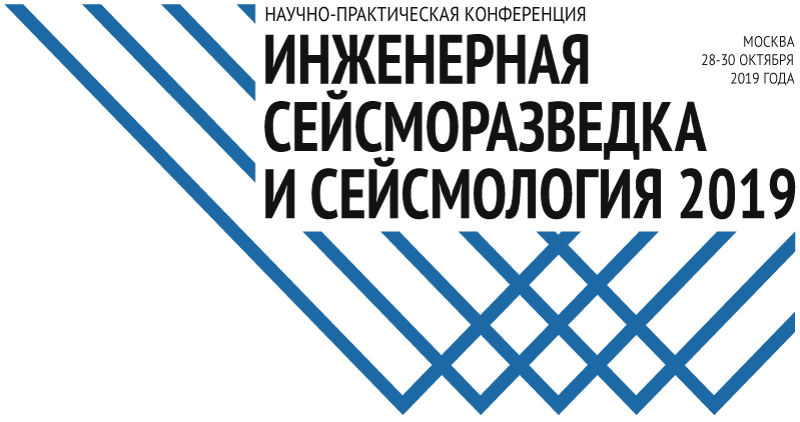 НАУЧНО-ПРАКТИЧЕСКАЯ КОНФЕРЕНЦИЯ
ИНЖЕНЕРНАЯ
СЕЙСМОРАЗВЕДКА
И СЕЙСМОЛОГИЯ 2019
МОСКВА
28-30 ОКТЯБРЯ
2019 ГОДА